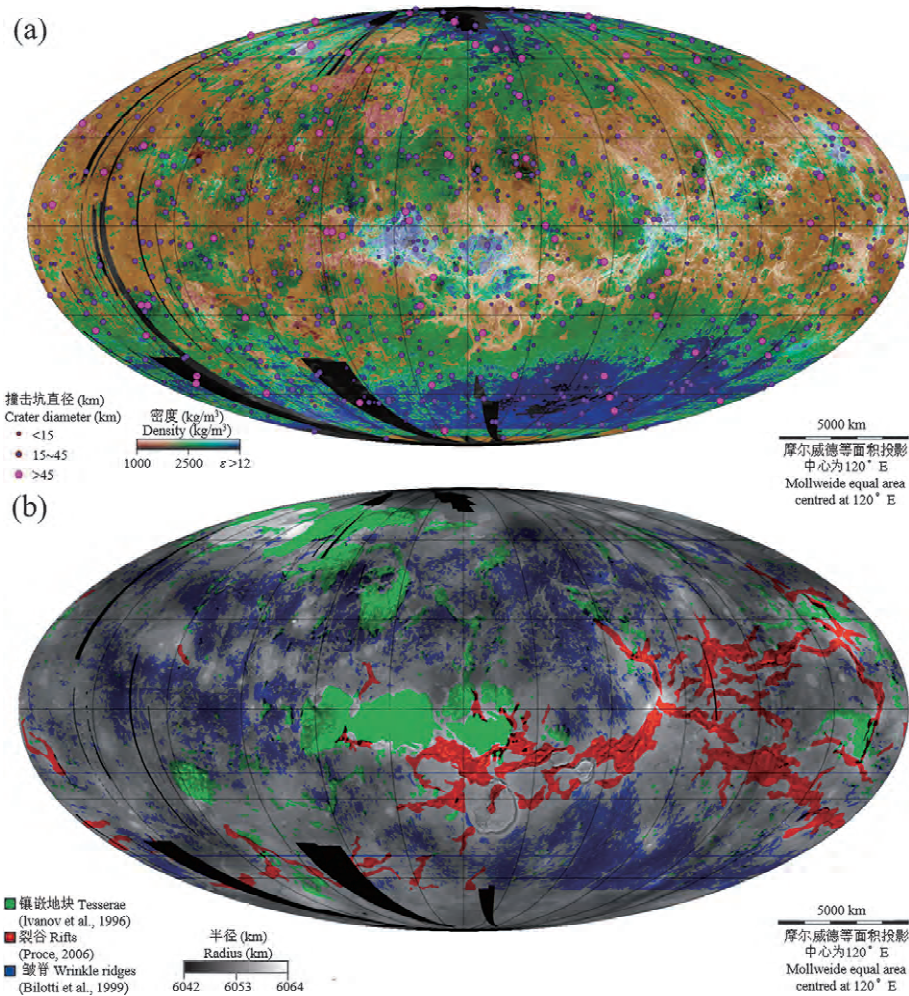 (a)
撞击坑直径 (km)
Crater diameter (km)
<15
15~45
>45
密度 (kg/m³)
Density (kg/m³)
1000 2500 ε >12
5000 km
摩尔威德等面积投影
中心为120° E
Mollweide equal area
centred at 120° E
(b)
镶嵌地块 Tesserae
(Ivanov et al., 1996)
裂谷 Rifts
(Proce, 2006)
皱脊 Wrinkle ridges
(Bilotti et al., 1999)
半径 (km)
Radius (km)
6042 6053 6064
5000 km
摩尔威德等面积投影
中心为120° E
Mollweide equal area
centred at 120° E